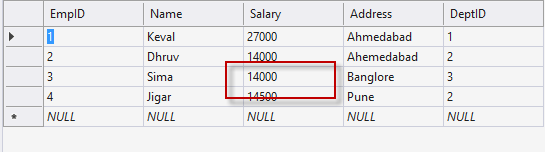 EmpID Name Salary Address DeptID
1 Keval 27000 Ahmedabad 1
2 Dhruv 14000 Ahemedabad 2
3 Sima 14000 Banglore 3
4 Jigar 14500 Pune 2
* NULL NULL NULL NULL NULL